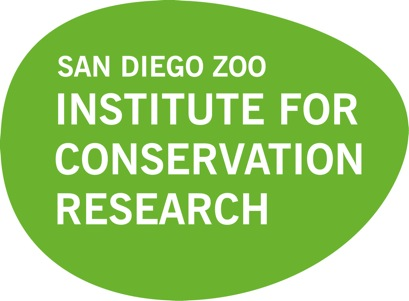 SAN DIEGO ZOO
INSTITUTE FOR
CONSERVATION
RESEARCH